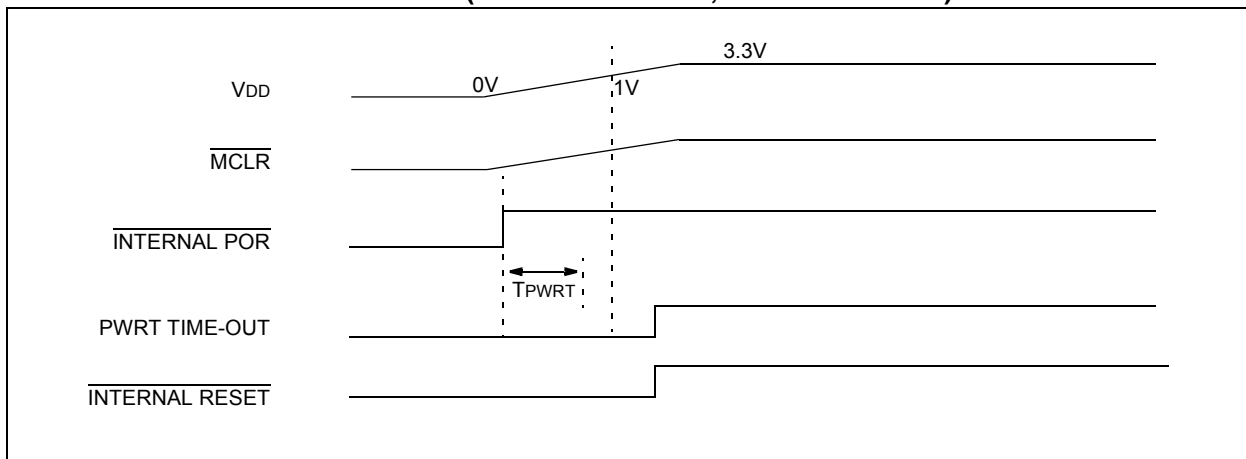 3.3V
VDD
0V
1V
MCLR
INTERNAL POR
TPWRT
PWRT TIME-OUT
INTERNAL RESET